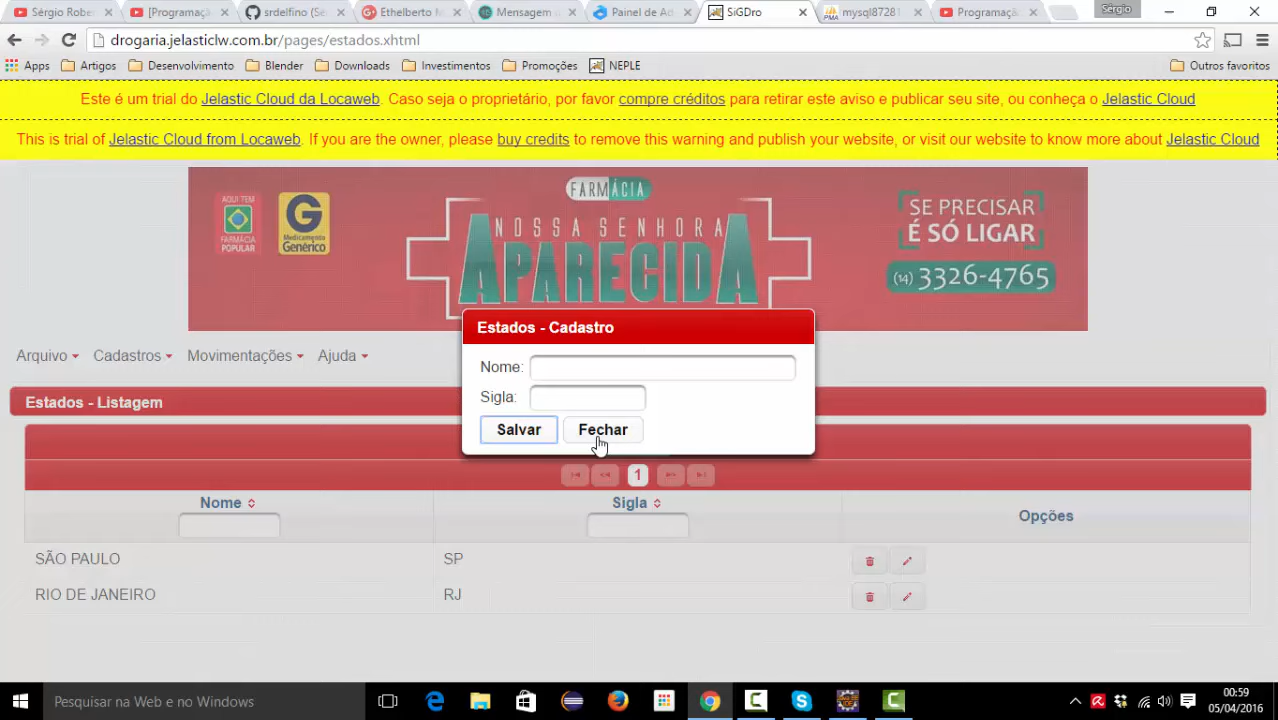 Sérgio Rober
[Programaçã
srdelfino (Sé
Ethelberto M
Mensagem d
Painel de Ad
SiGDro
mysql87281
Programaçã
Sérgio
drogaria.jelasticlw.com.br/pages/estados.xhtml
Apps Artigos Desenvolvimento Blender Downloads Investimentos Promoções NEPLE Outros favoritos
Este é um trial do Jelastic Cloud da Locaweb. Caso seja o proprietário, por favor compre créditos para retirar este aviso e publicar seu site, ou conheça o Jelastic Cloud
This is trial of Jelastic Cloud from Locaweb. If you are the owner, please buy credits to remove this warning and publish your website, or visit our website to know more about Jelastic Cloud
AQUI TEM
FARMÁCIA
POPULAR
G
Medicamento
Genérico
FARMÁCIA
NOSSA SENHORA
APARECIDA
SE PRECISAR
É SÓ LIGAR
(14) 3326-4765
Arquivo Cadastros Movimentações Ajuda
Estados - Cadastro
Nome:
Sigla:
Salvar Fechar
Estados - Listagem
1
Nome Sigla Opções
SÃO PAULO SP
RIO DE JANEIRO RJ
Pesquisar na Web e no Windows
00:59
05/04/2016